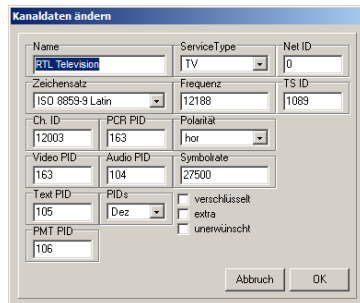 Kanaldaten ändern
Name ServiceType Net ID
RTL Television TV 0
Zeichensatz Frequenz TS ID
ISO 8859-9 Latin 12188 1089
Ch. ID PCR PID Polarität
12003 163 hor
Video PID Audio PID Symbolrate
163 104 27500
Text PID PIDs verschlüsselt
105 Dez extra
unerwünscht
PMT PID
106
Abbruch OK